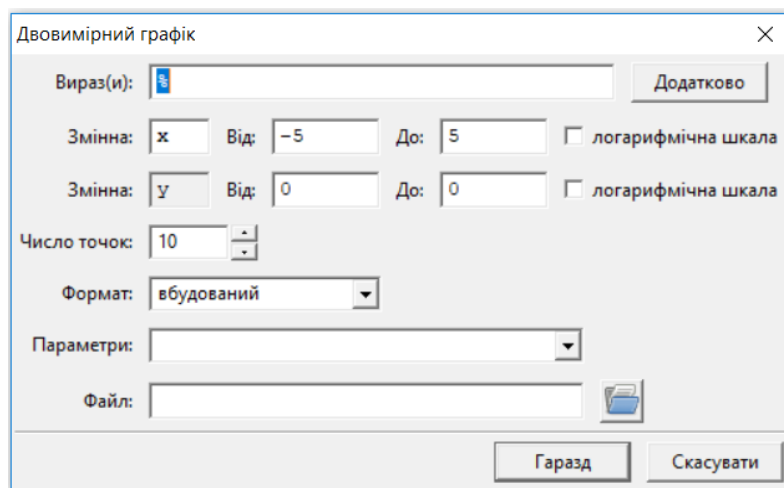 Двовимірний графік
Вираз(и): % Додатково
Змінна: x Від: -5 До: 5 логарифмічна шкала
Змінна: y Від: 0 До: 0 логарифмічна шкала
Число точок: 10
Формат: вбудований
Параметри:
Файл:
Гаразд Скасувати